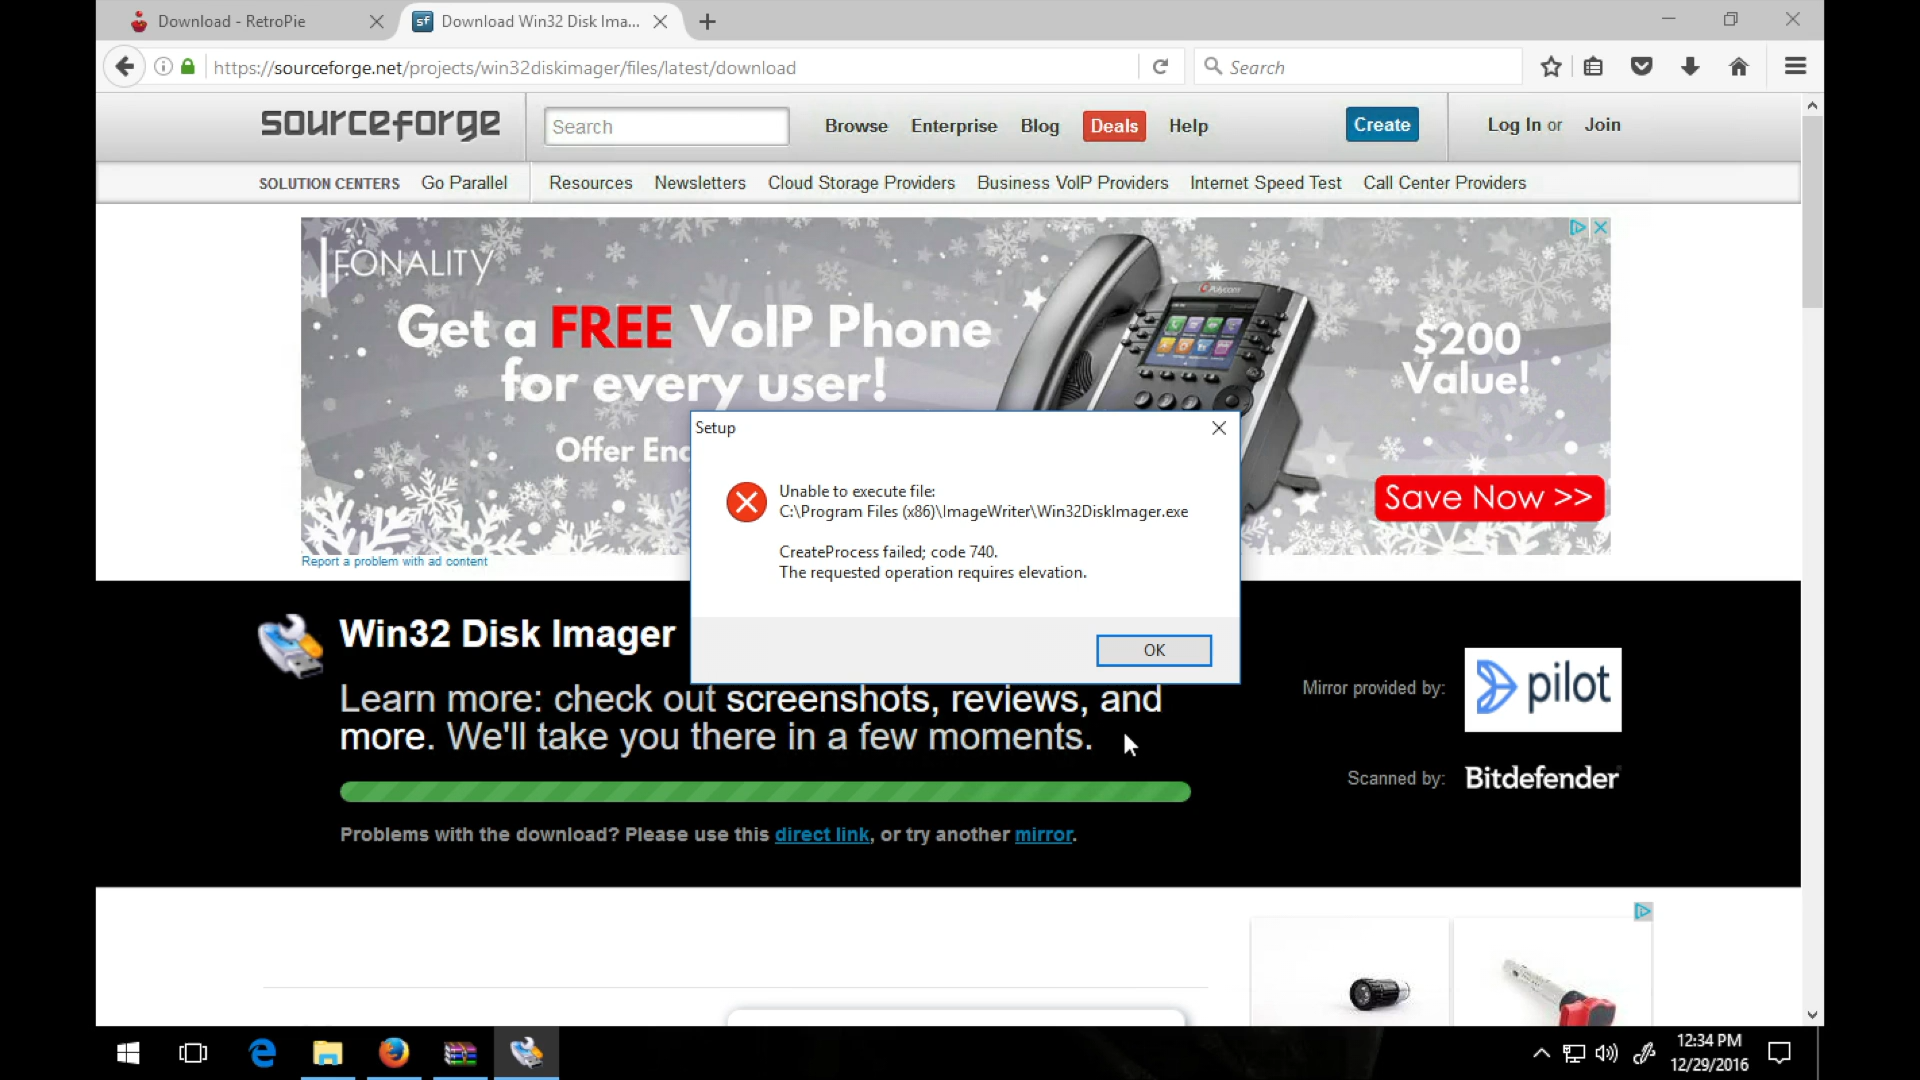 Download - RetroPie
sf Download Win32 Disk Ima...
https://sourceforge.net/projects/win32diskimager/files/latest/download
Search
sourceforge
Search
Browse Enterprise Blog Deals Help
Create
Log In or Join
SOLUTION CENTERS Go Parallel Resources Newsletters Cloud Storage Providers Business VoIP Providers Internet Speed Test Call Center Providers
FONALITY
Get a FREE VoIP Phone
for every user!
Offer En
Polycom
$200
Value!
Save Now >>
Report a problem with ad content
Setup
Unable to execute file:
C:\Program Files (x86)\ImageWriter\Win32DiskImager.exe
CreateProcess failed; code 740.
The requested operation requires elevation.
OK
Win32 Disk Imager
Learn more: check out screenshots, reviews, and
more. We'll take you there in a few moments.
Problems with the download? Please use this direct link, or try another mirror.
Mirror provided by: pilot
Scanned by: Bitdefender
12:34 PM
12/29/2016